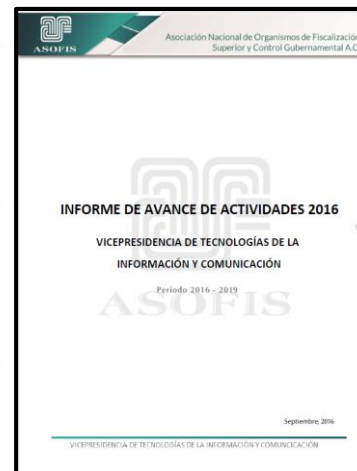 ASOFIS
Asociación Nacional de Organismos de Fiscalización
Superior y Control Gubernamental A.C
INFORME DE AVANCE DE ACTIVIDADES 2016
VICEPRESIDENCIA DE TECNOLOGÍAS DE LA
INFORMACIÓN Y COMUNICACIÓN
Periodo 2016 - 2019
ASOFIS
Septiembre, 2016
VICEPRESIDENCIA DE TECNOLOGÍAS DE LA INFORMACIÓN Y COMUNCICACIÓN